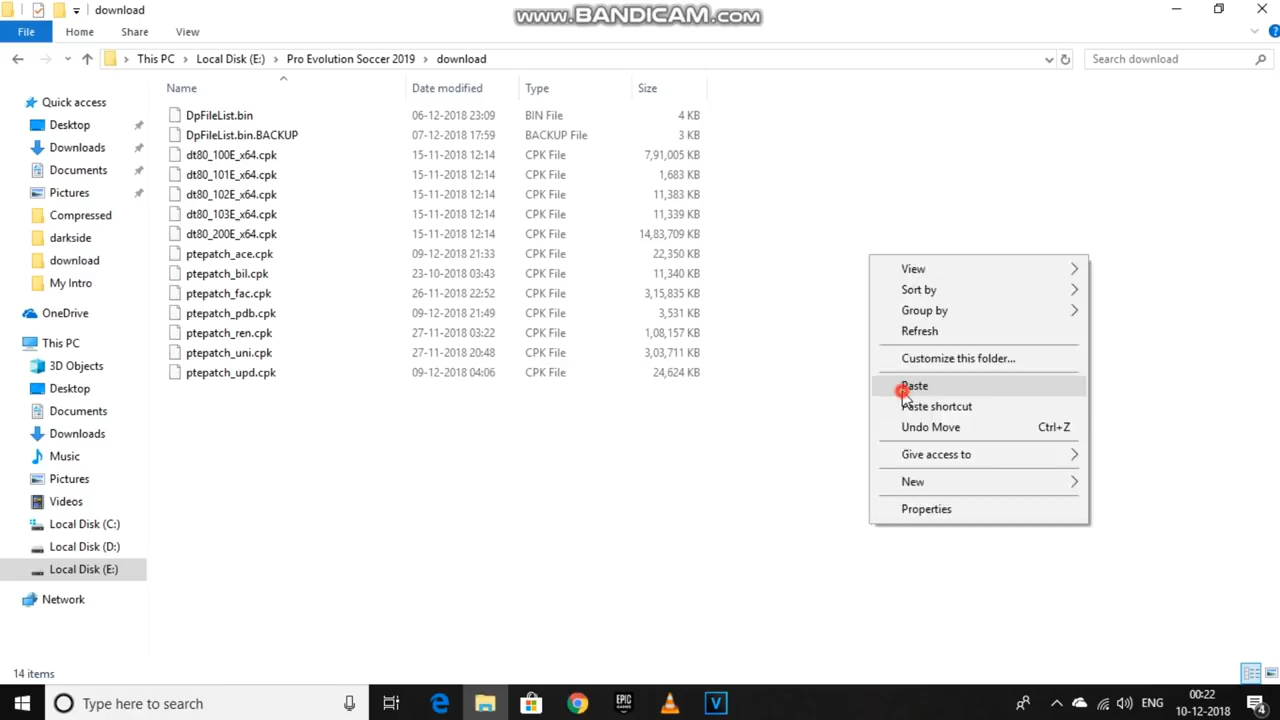 download
www.BANDICAM.com
File Home Share View
This PC Local Disk (E:) Pro Evolution Soccer 2019 download
Search download
Name Date modified Type Size
Quick access
Desktop
Downloads
Documents
Pictures
Compressed
darkside
download
My Intro
OneDrive
This PC
3D Objects
Desktop
Documents
Downloads
Music
Pictures
Videos
Local Disk (C:)
Local Disk (D:)
Local Disk (E:)
Network
DpFileList.bin 06-12-2018 23:09 BIN File 4 KB
DpFileList.bin.BACKUP 07-12-2018 17:59 BACKUP File 3 KB
dt80_100E_x64.cpk 15-11-2018 12:14 CPK File 7,91,005 KB
dt80_101E_x64.cpk 15-11-2018 12:14 CPK File 1,683 KB
dt80_102E_x64.cpk 15-11-2018 12:14 CPK File 11,383 KB
dt80_103E_x64.cpk 15-11-2018 12:14 CPK File 11,339 KB
dt80_200E_x64.cpk 15-11-2018 12:14 CPK File 14,83,709 KB
ptepatch_ace.cpk 09-12-2018 21:33 CPK File 22,350 KB
ptepatch_bil.cpk 23-10-2018 03:43 CPK File 11,340 KB
ptepatch_fac.cpk 26-11-2018 22:52 CPK File 3,15,835 KB
ptepatch_pdb.cpk 09-12-2018 21:49 CPK File 3,531 KB
ptepatch_ren.cpk 27-11-2018 03:22 CPK File 1,08,157 KB
ptepatch_uni.cpk 27-11-2018 20:48 CPK File 3,03,711 KB
ptepatch_upd.cpk 09-12-2018 04:06 CPK File 24,624 KB
View
Sort by
Group by
Refresh
Customize this folder...
Paste
Paste shortcut
Undo Move Ctrl+Z
Give access to
New
Properties
14 items
Type here to search
EPIC GAMES
V
ENG
00:22
10-12-2018
4